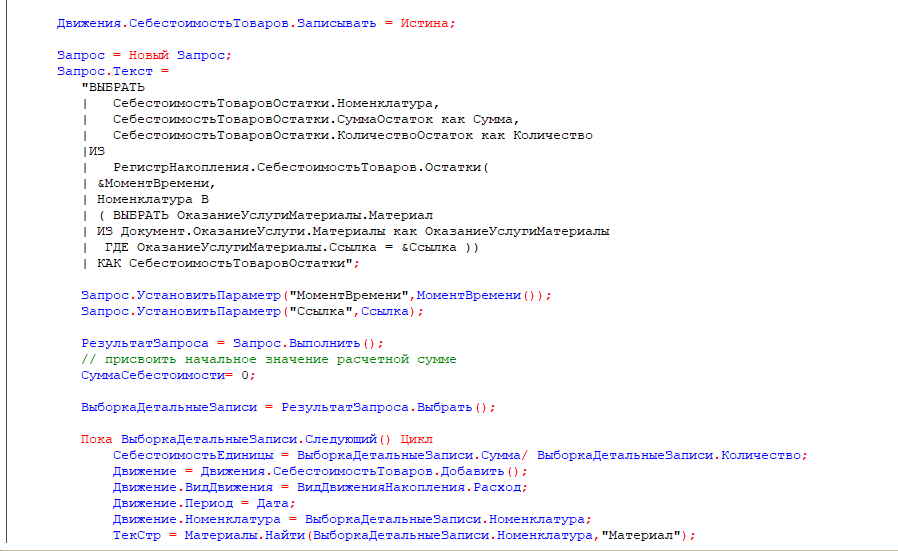 Движения.СебестоимостьТоваров.Записывать = Истина;
Запрос = Новый Запрос;
Запрос.Текст =
"ВЫБРАТЬ
| СебестоимостьТоваровОстатки.Номенклатура,
| СебестоимостьТоваровОстатки.СуммаОстаток как Сумма,
| СебестоимостьТоваровОстатки.КоличествоОстаток как Количество
|ИЗ
| РегистрНакопления.СебестоимостьТоваров.Остатки(
| &МоментВремени,
| Номенклатура В
| ( ВЫБРАТЬ ОказаниеУслугиМатериалы.Материал
| ИЗ Документ.ОказаниеУслуги.Материалы как ОказаниеУслугиМатериалы
| ГДЕ ОказаниеУслугиМатериалы.Ссылка = &Ссылка ))
| КАК СебестоимостьТоваровОстатки";
Запрос.УстановитьПараметр("МоментВремени",МоментВремени());
Запрос.УстановитьПараметр("Ссылка",Ссылка);
РезультатЗапроса = Запрос.Выполнить();
// присвоить начальное значение расчетной сумме
СуммаСебестоимости= 0;
ВыборкаДетальныеЗаписи = РезультатЗапроса.Выбрать();
Пока ВыборкаДетальныеЗаписи.Следующий() Цикл
СебестоимостьЕдиницы = ВыборкаДетальныеЗаписи.Сумма/ ВыборкаДетальныеЗаписи.Количество;
Движение = Движения.СебестоимостьТоваров.Добавить();
Движение.ВидДвижения = ВидДвиженияНакопления.Расход;
Движение.Период = Дата;
Движение.Номенклатура = ВыборкаДетальныеЗаписи.Номенклатура;
ТекСтр = Материалы.Найти(ВыборкаДетальныеЗаписи.Номенклатура,"Материал");